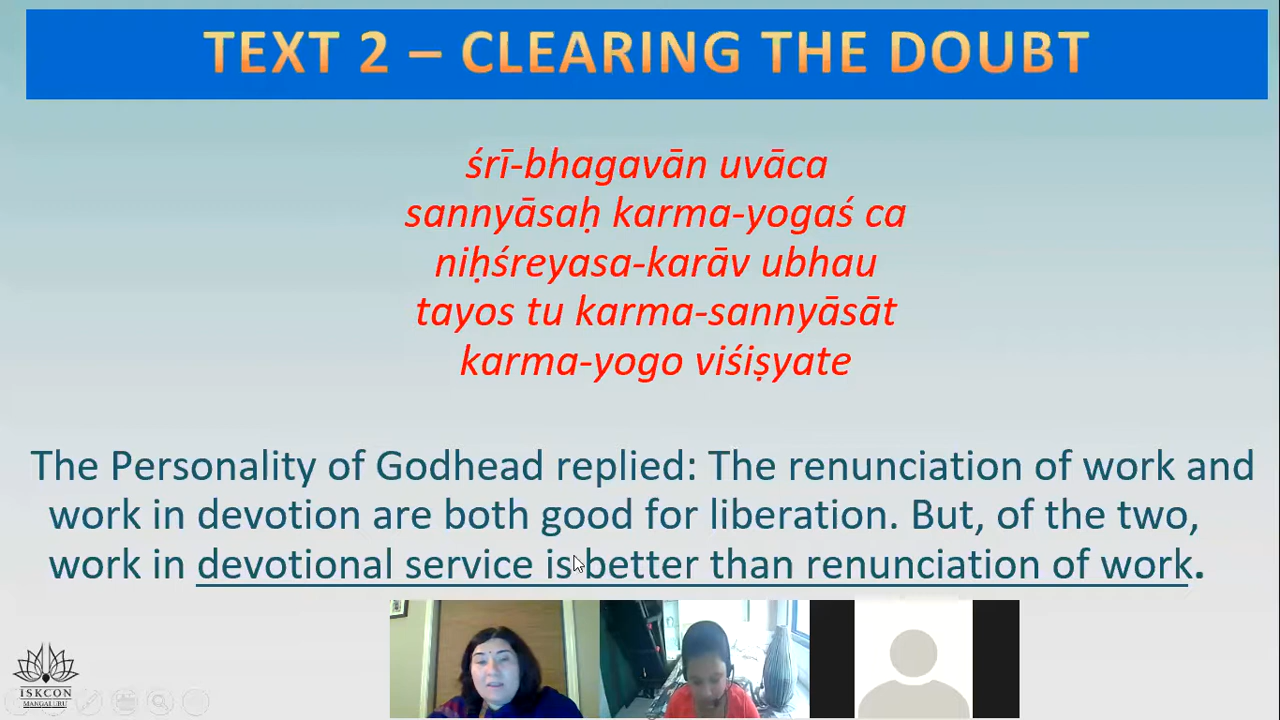 TEXT 2 – CLEARING THE DOUBT
śrī-bhagavān uvāca
sannyāsaḥ karma-yogaś ca
niḥśreyasa-karāv ubhau
tayos tu karma-sannyāsāt
karma-yogo viśiṣyate
The Personality of Godhead replied: The renunciation of work and
work in devotion are both good for liberation. But, of the two,
work in devotional service is better than renunciation of work.
ISKCON
MANGALURU